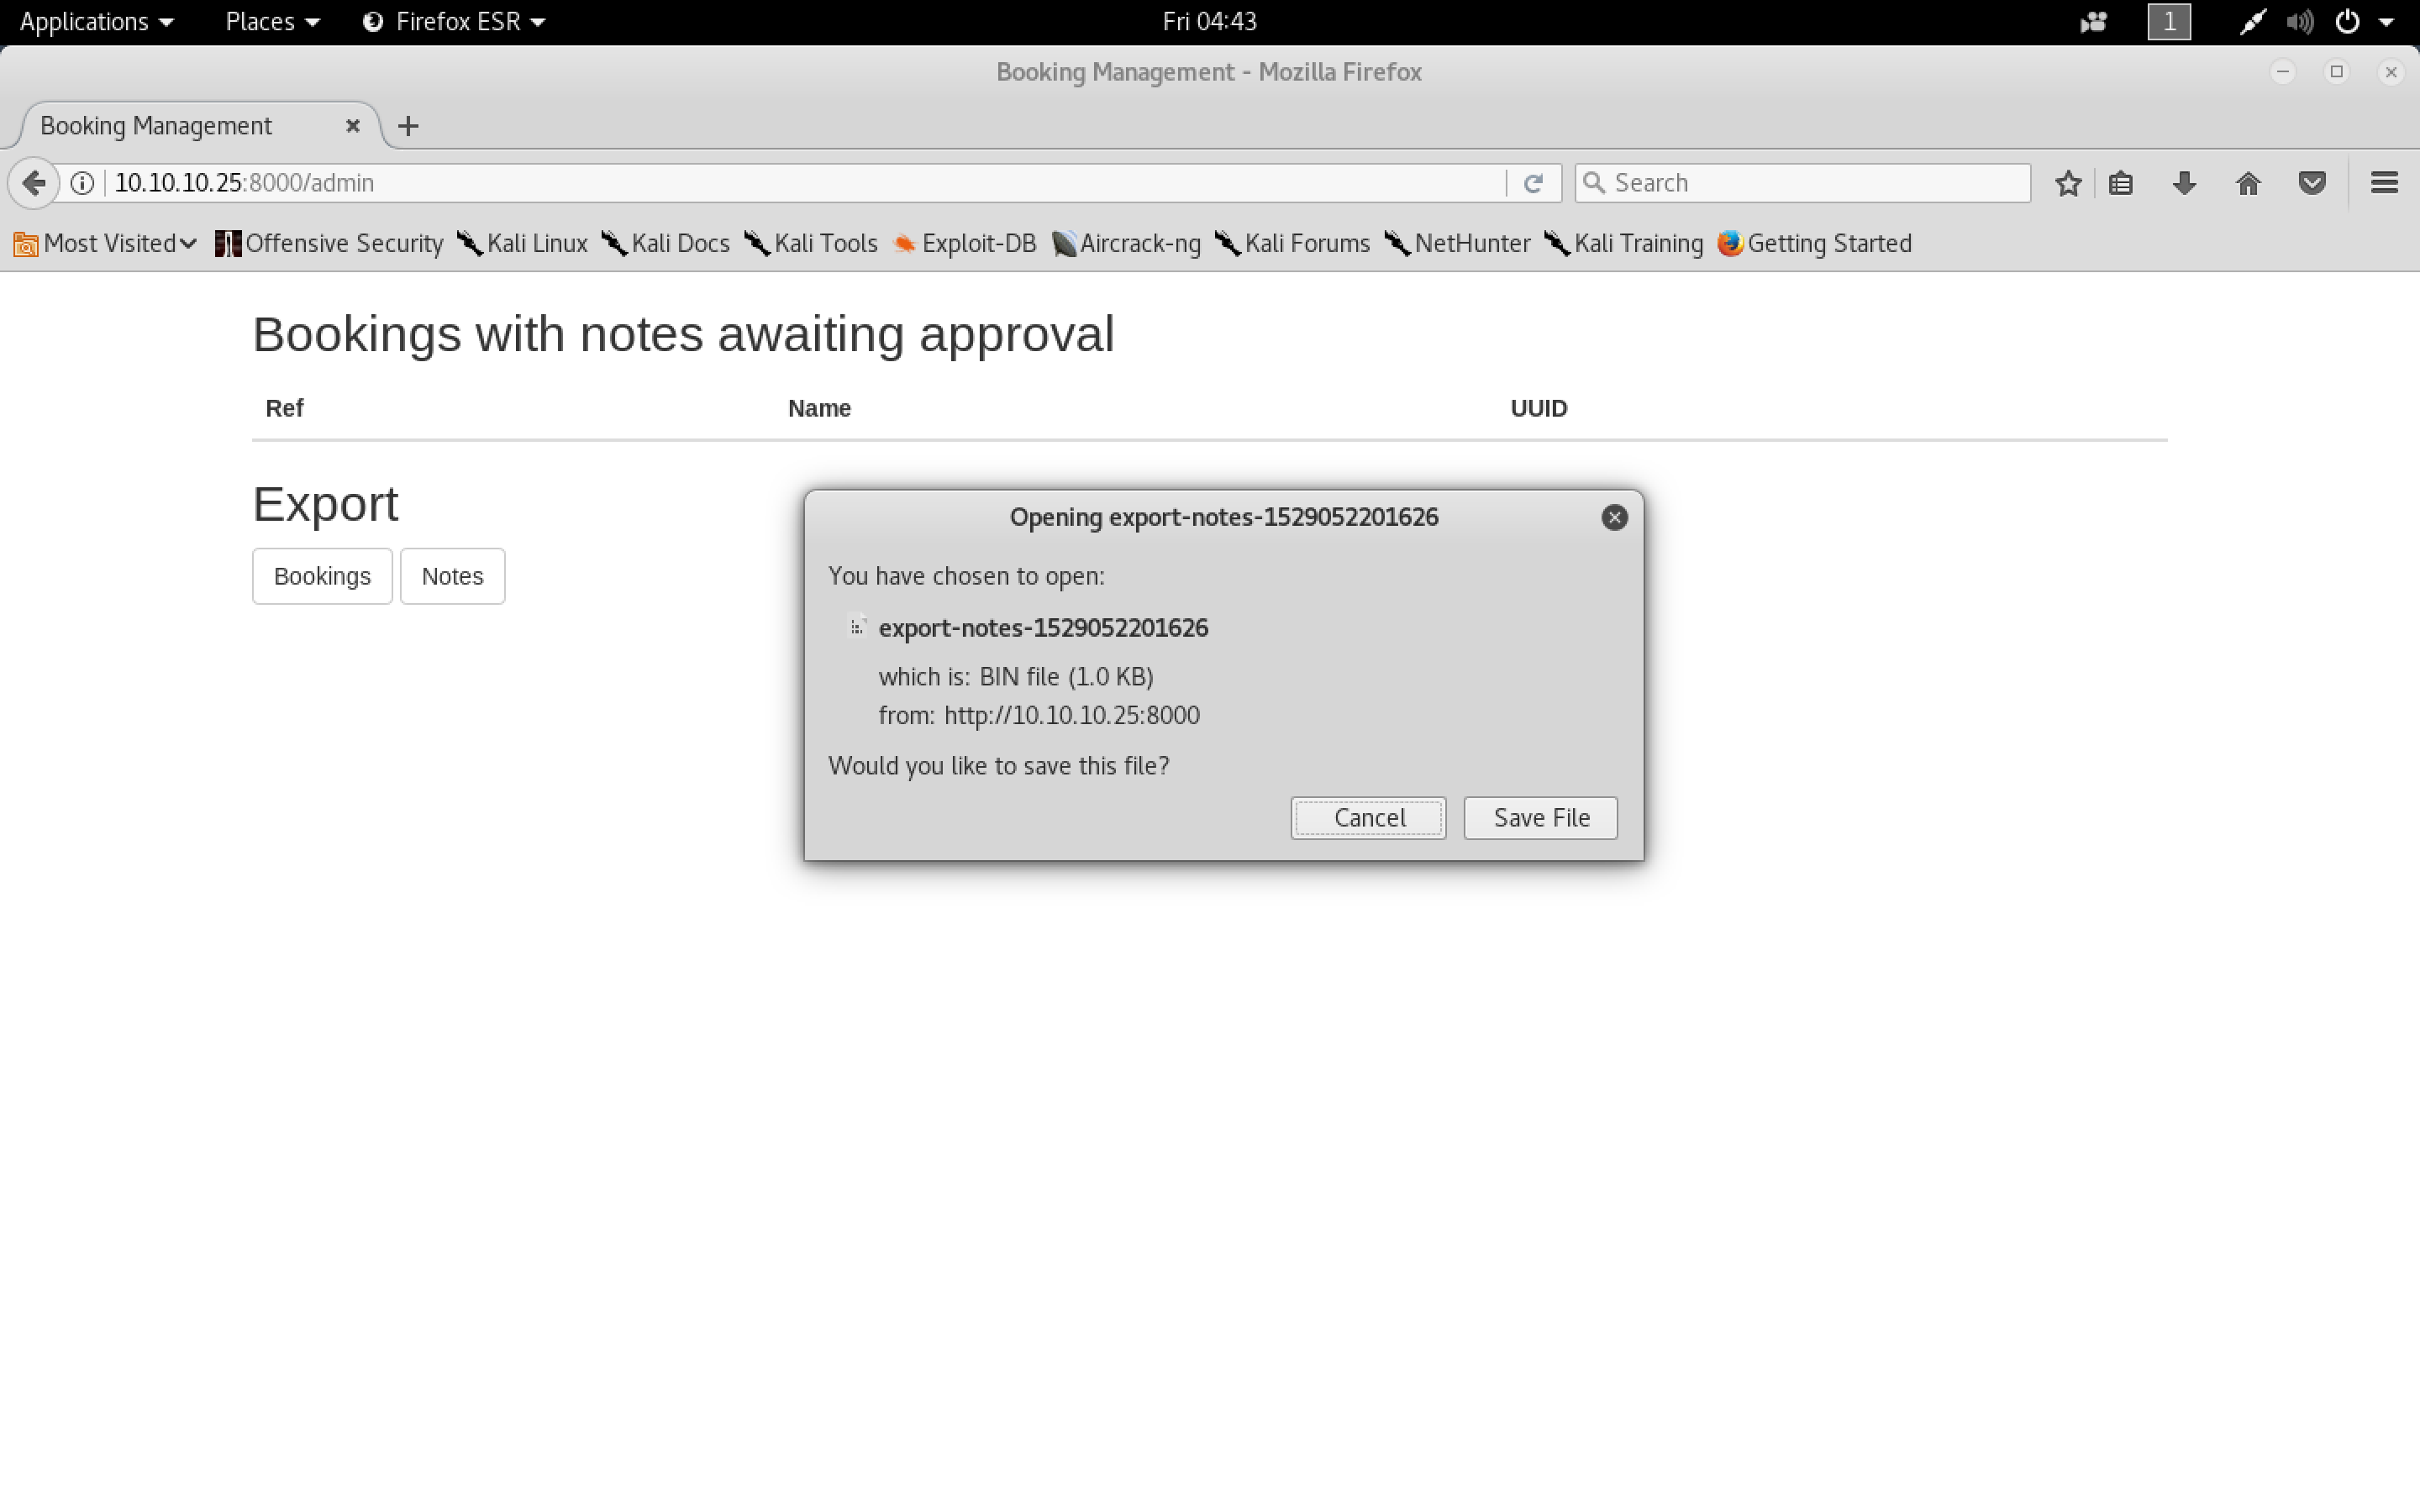 Applications Places Firefox ESR Fri 04:43 1
Booking Management - Mozilla Firefox
Booking Management
10.10.10.25:8000/admin Search
Most Visited Offensive Security Kali Linux Kali Docs Kali Tools Exploit-DB Aircrack-ng Kali Forums NetHunter Kali Training Getting Started
Bookings with notes awaiting approval
Ref Name UUID
Export
Bookings Notes
Opening export-notes-1529052201626
You have chosen to open:
export-notes-1529052201626
which is: BIN file (1.0 KB)
from: http://10.10.10.25:8000
Would you like to save this file?
Cancel Save File